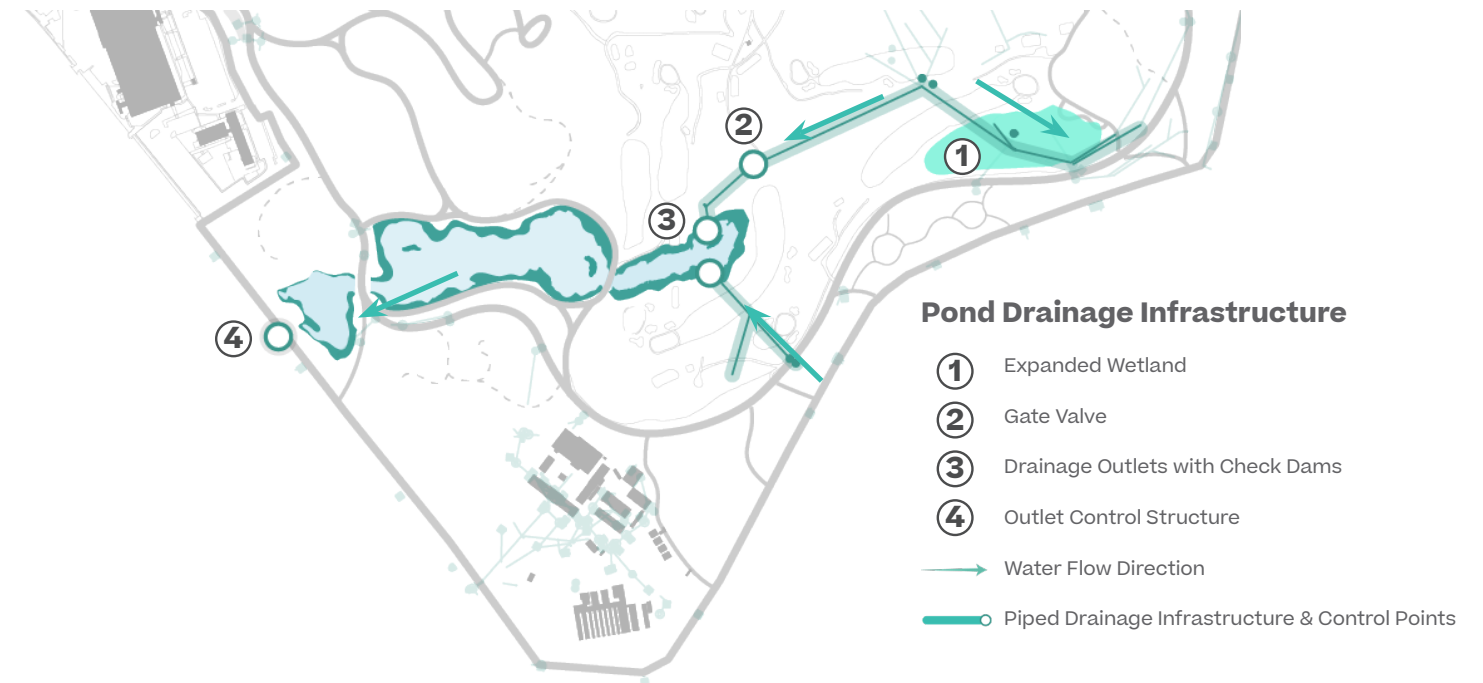 2
1
3
4
Pond Drainage Infrastructure
1 Expanded Wetland
2 Gate Valve
3 Drainage Outlets with Check Dams
4 Outlet Control Structure
Water Flow Direction
Piped Drainage Infrastructure & Control Points